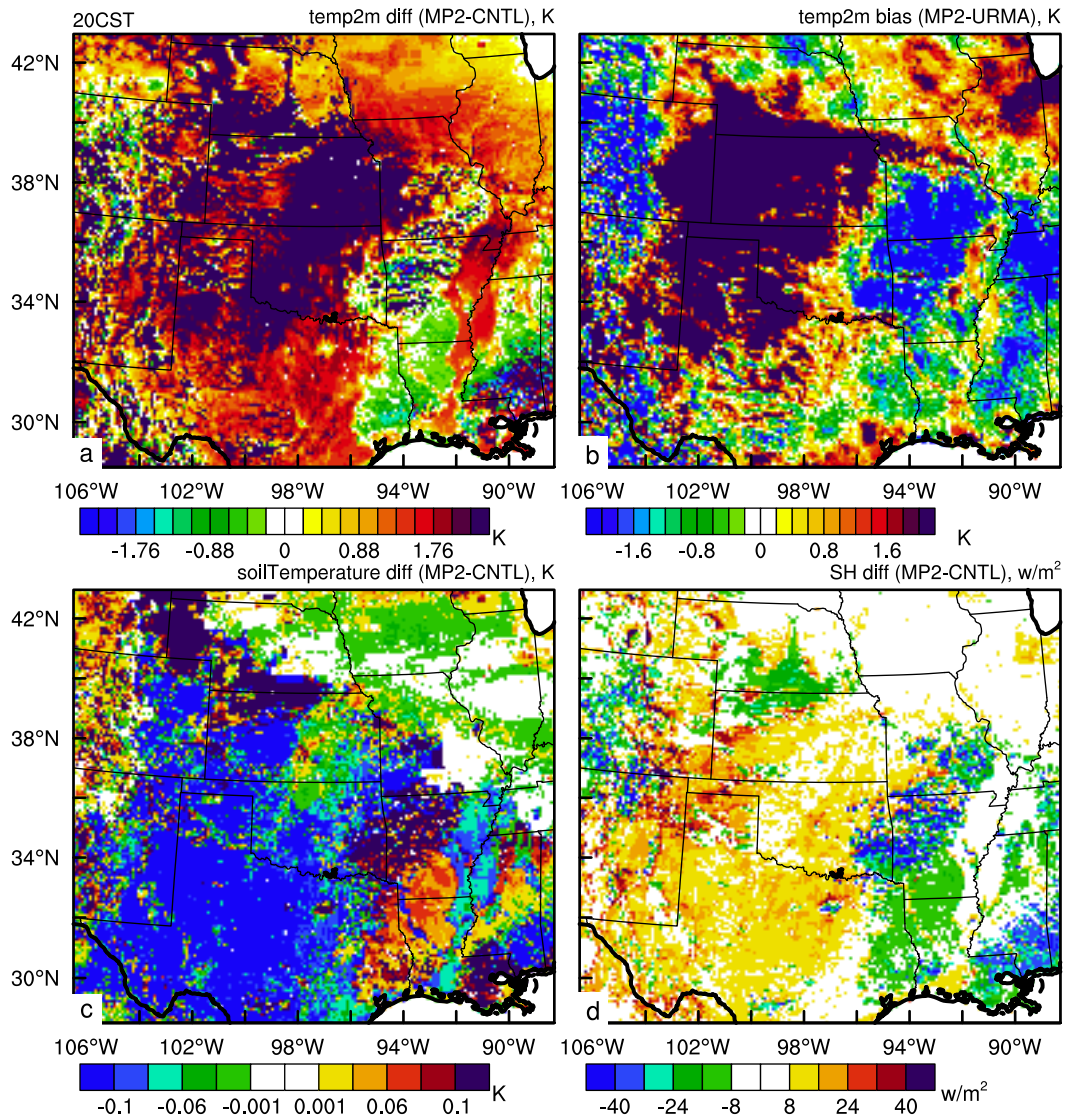 20CST temp2m diff (MP2-CNTL), K
temp2m bias (MP2-URMA), K
42°N
38°N
34°N
30°N
a
b
106°W 102°W 98°W 94°W 90°W
106°W 102°W 98°W 94°W 90°W
-1.76 -0.88 0 0.88 1.76 K
-1.6 -0.8 0 0.8 1.6 K
soilTemperature diff (MP2-CNTL), K
SH diff (MP2-CNTL), w/m²
42°N
38°N
34°N
30°N
c
d
106°W 102°W 98°W 94°W 90°W
106°W 102°W 98°W 94°W 90°W
-0.1 -0.06 -0.001 0.001 0.06 0.1 K
-40 -24 -8 8 24 40 w/m²